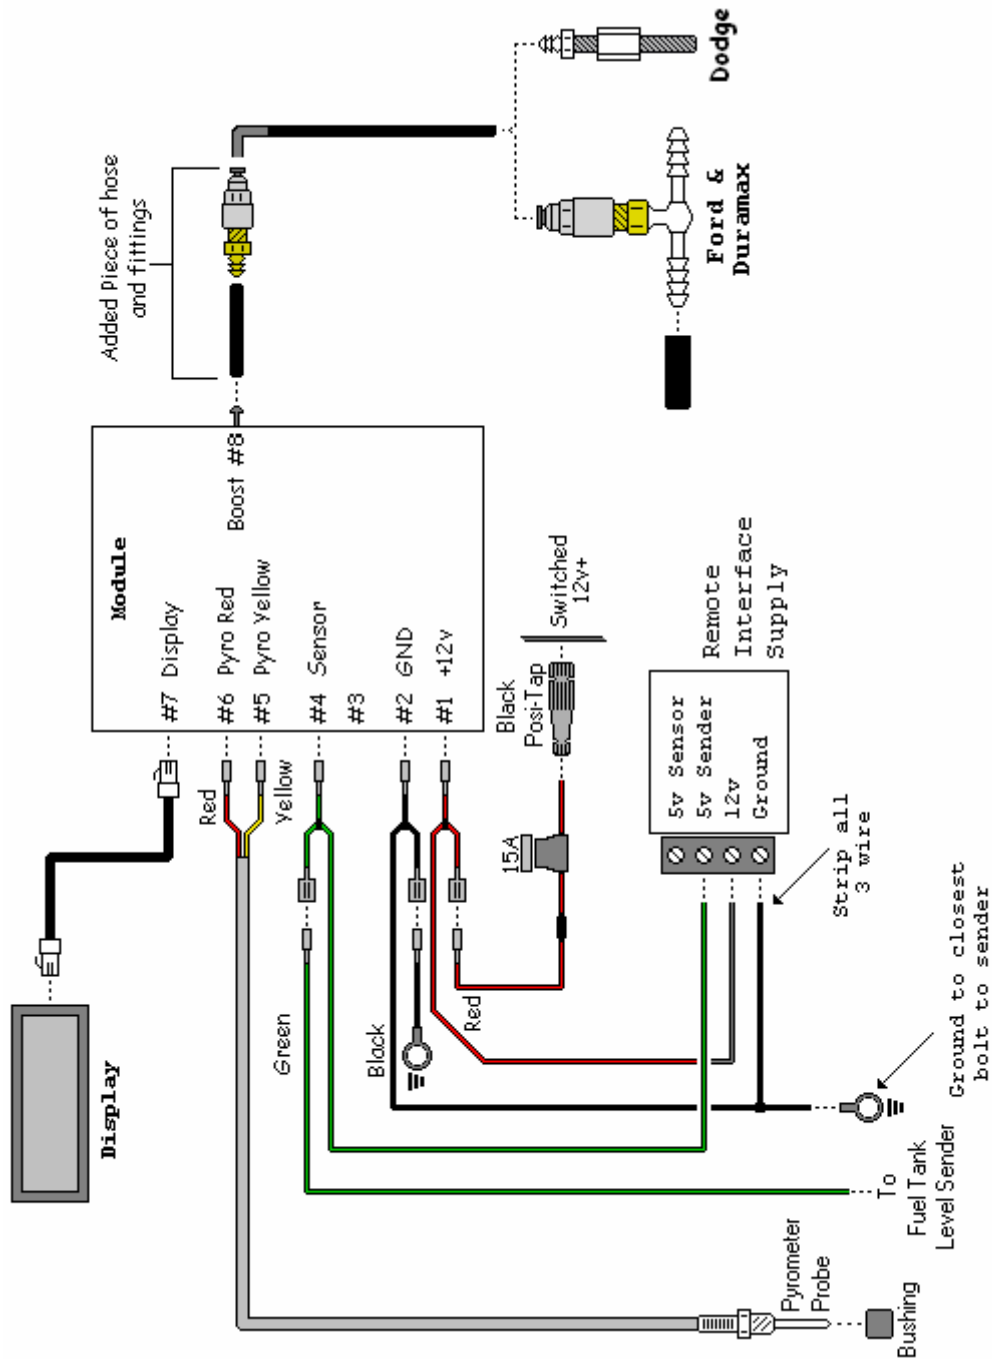 Display
Module
#7 Display
#6 Pyro Red
#5 Pyro Yellow
#4 Sensor
#3
#2 GND
#1 +12v
Boost #8
Added Piece of hose
and fittings
Dodge
Ford &
Duramax
Red
Yellow
Green
Black
Red
15A
Black
Posi-Tap
Switched
12v+
5v Sensor
5v Sender
12v
Ground
Remote
Interface
Supply
Strip all
3 wire
Ground to closest
bolt to sender
To
Fuel Tank
Level Sender
Pyrometer
Probe
Bushing